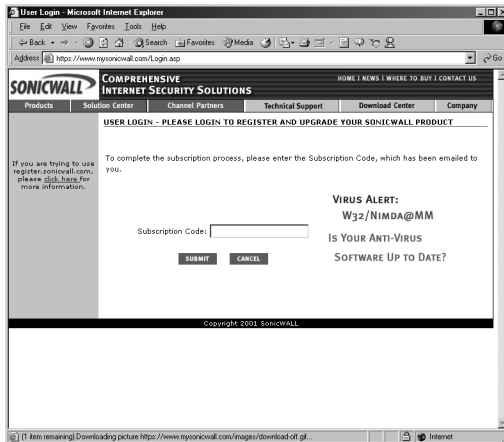 User Login - Microsoft Internet Explorer
File Edit View Favorites Tools Help
Back Search Favorites Media
Address https://www.mysonicwall.com/Login.asp Go
SONICWALL
COMPREHENSIVE
INTERNET SECURITY SOLUTIONS
HOME | NEWS | WHERE TO BUY | CONTACT US
Products Solution Center Channel Partners Technical Support Download Center Company
USER LOGIN - PLEASE LOGIN TO REGISTER AND UPGRADE YOUR SONICWALL PRODUCT
If you are trying to use
register.sonicwall.com,
please click here for
more information.
To complete the subscription process, please enter the Subscription Code, which has been emailed to
you.
VIRUS ALERT:
W32/NIMDA@MM
IS YOUR ANTI-VIRUS
SOFTWARE UP TO DATE?
Subscription Code:
SUBMIT CANCEL
Copyright 2001 SonicWALL
(1 item remaining) Downloading picture https://www.mysonicwall.com/images/download-off.gif...
Internet